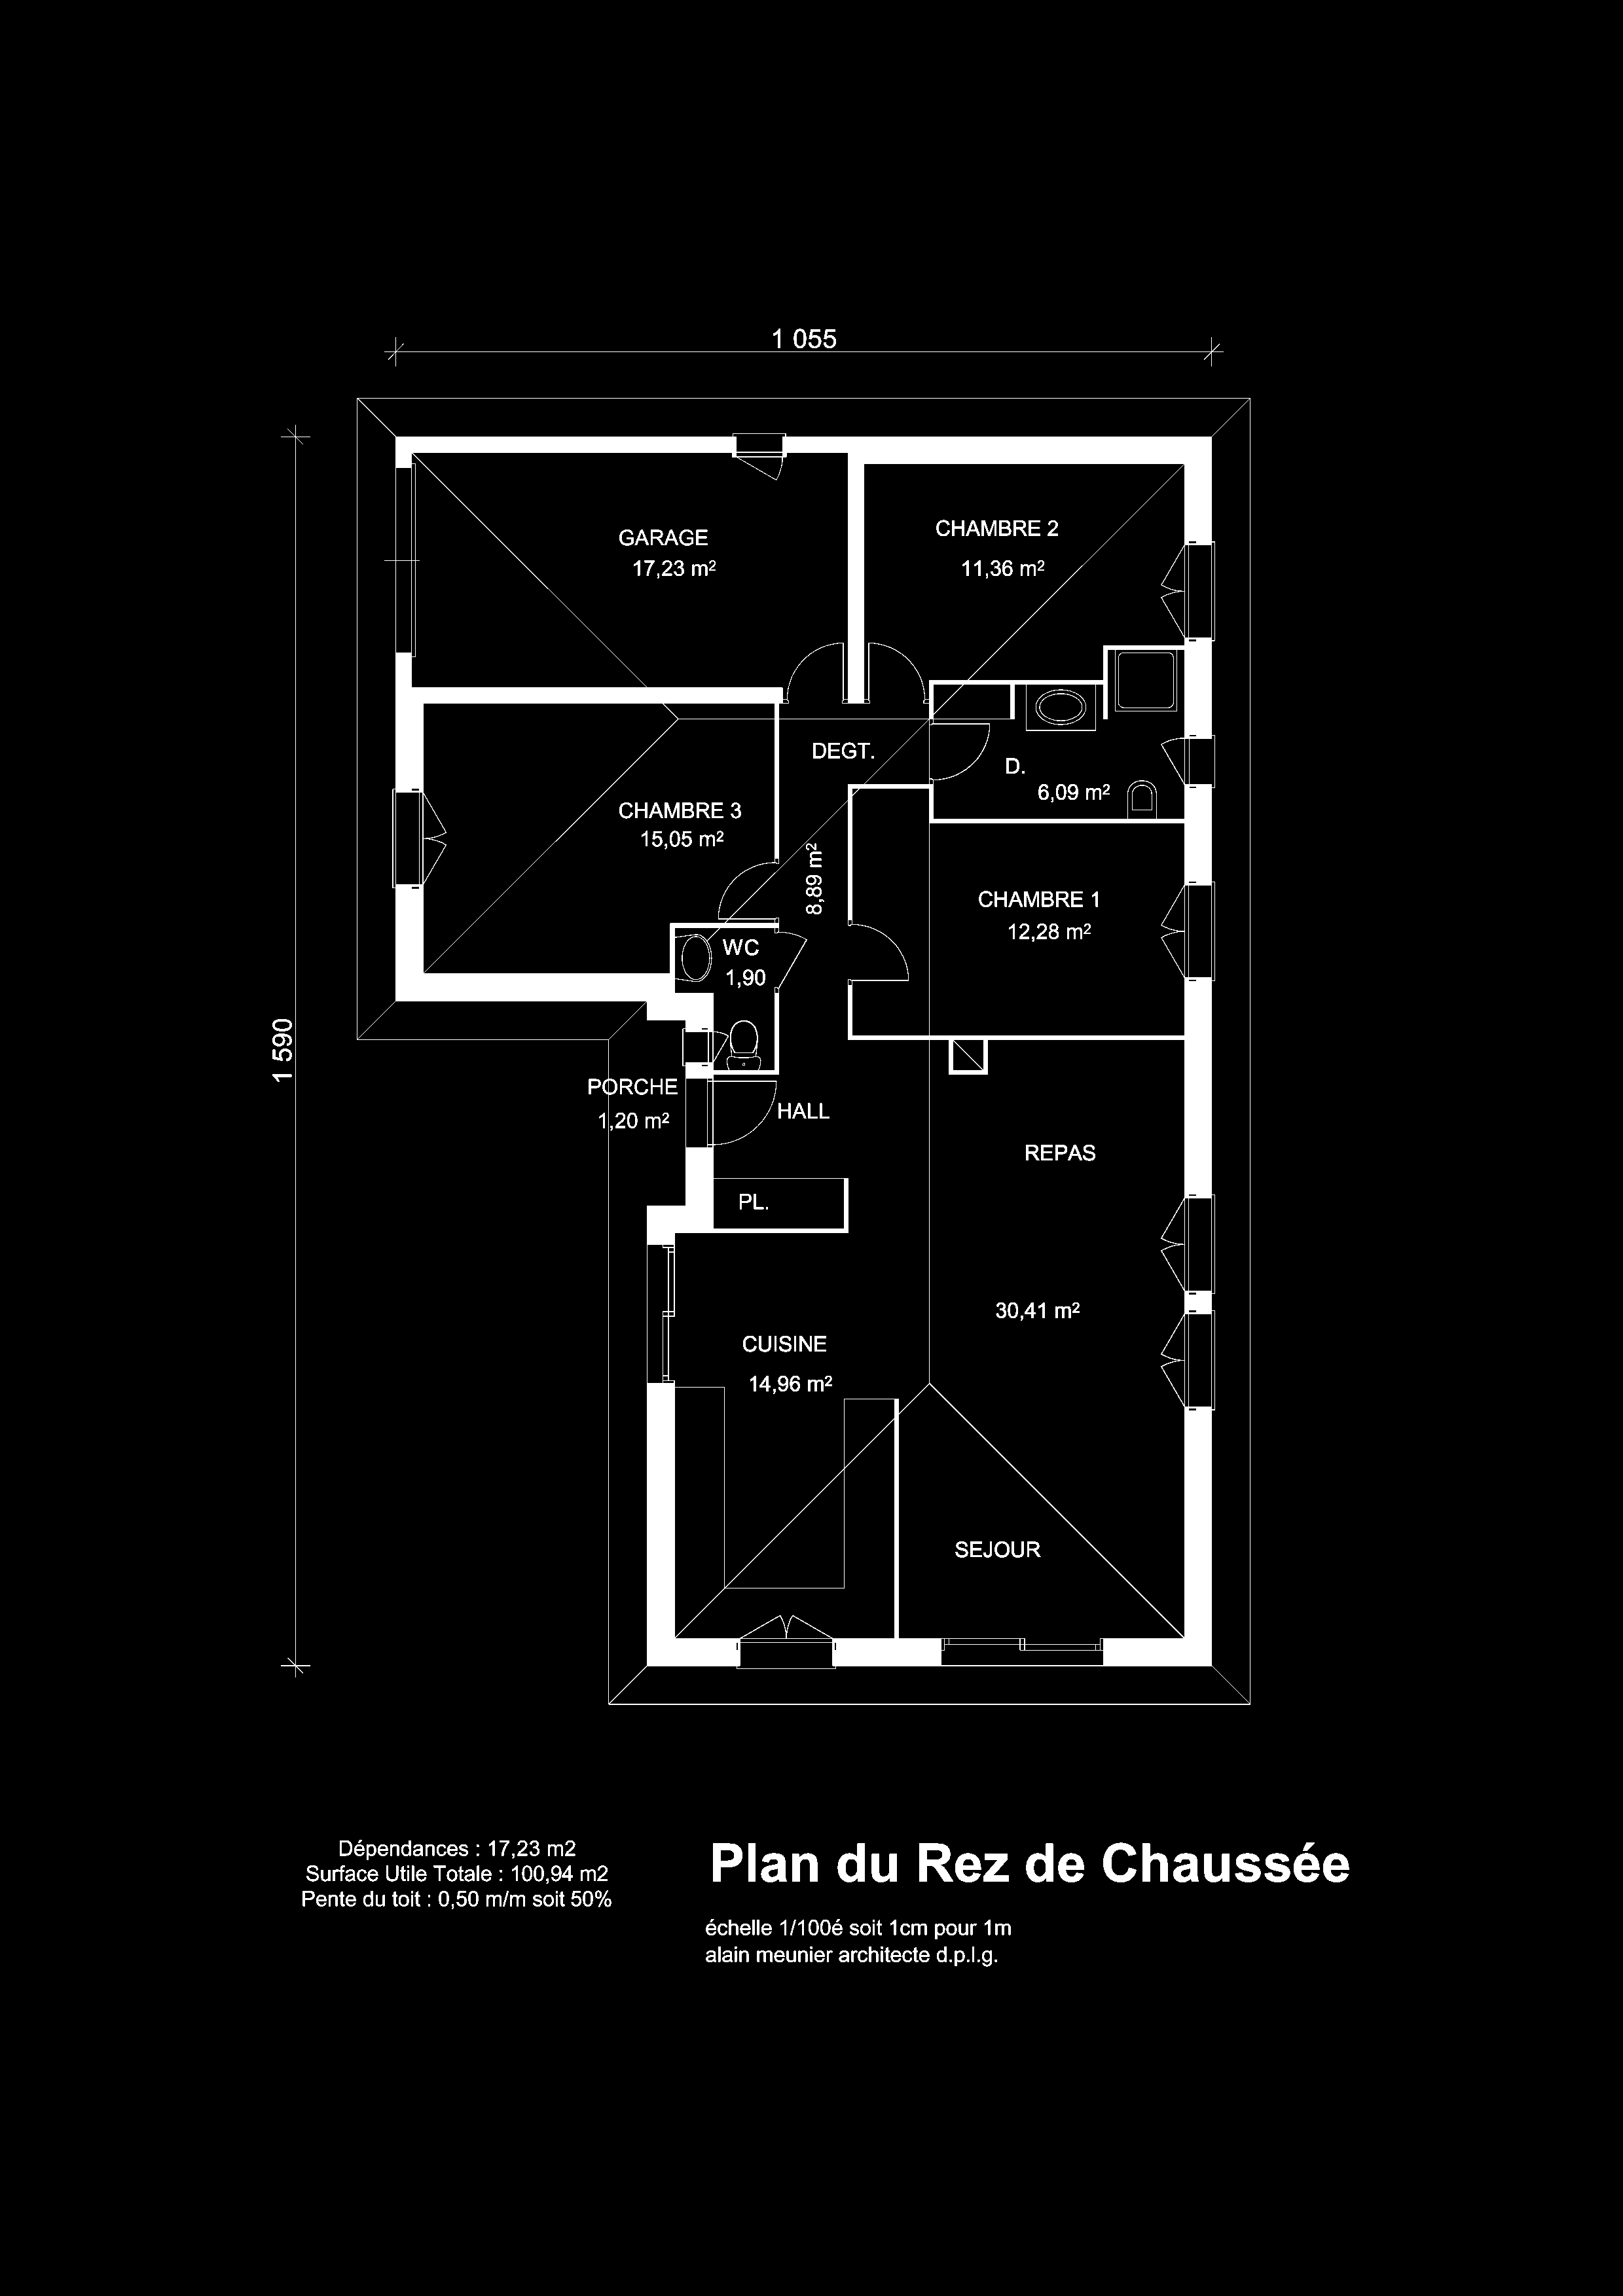 1 055
GARAGE
17,23 m²
CHAMBRE 2
11,36 m²
DEGT.
D.
6,09 m²
CHAMBRE 3
15,05 m²
8,89 m²
CHAMBRE 1
12,28 m²
WC
1,90
1 590
PORCHE
1,20 m²
HALL
REPAS
PL.
30,41 m²
CUISINE
14,96 m²
SEJOUR
Dépendances : 17,23 m2
Surface Utile Totale : 100,94 m2
Pente du toit : 0,50 m/m soit 50%
Plan du Rez de Chaussée
échelle 1/100é soit 1cm pour 1m
alain meunier architecte d.p.l.g.